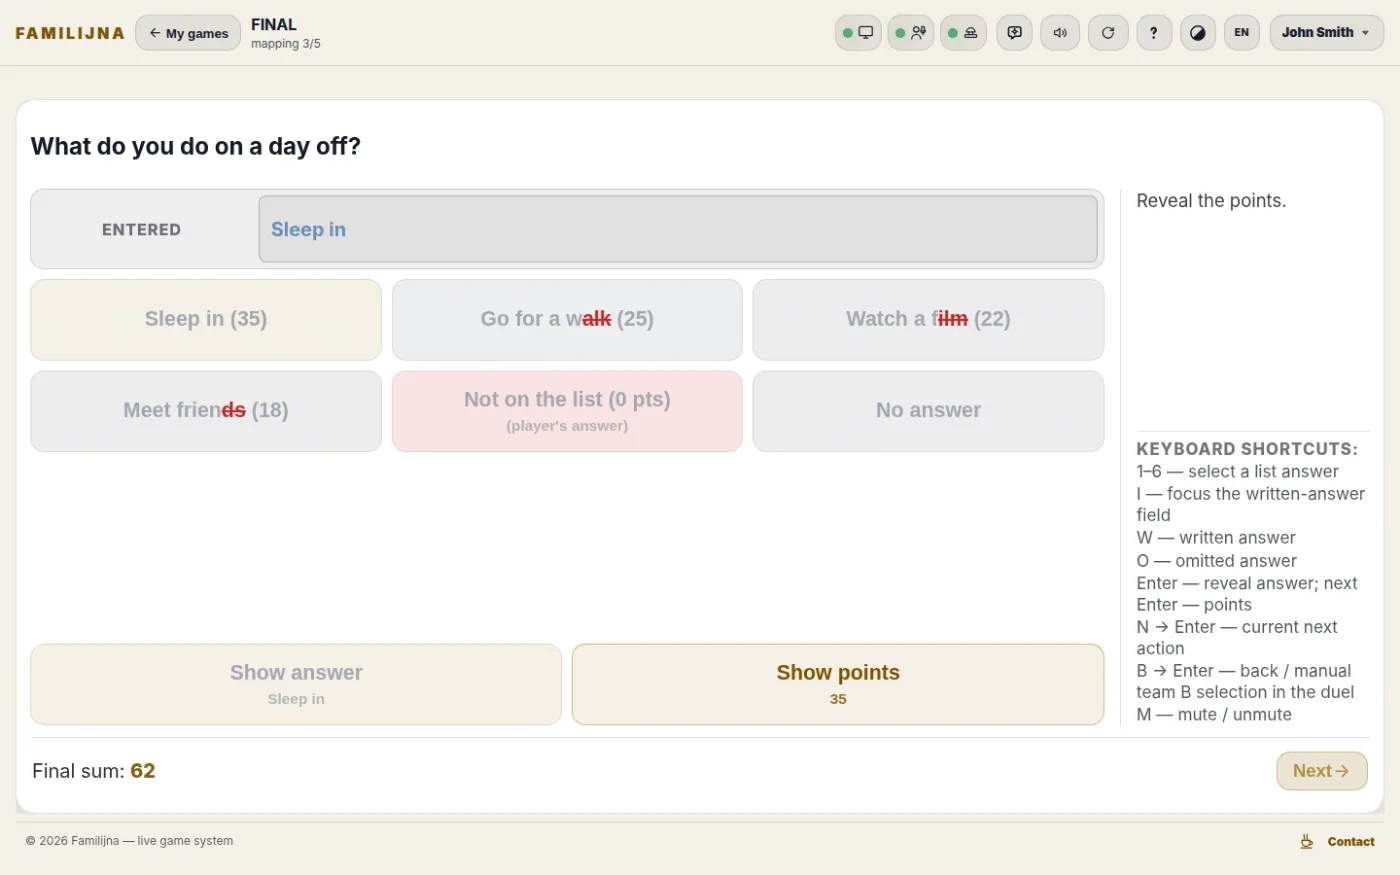 FAMILIJNA
← My games
FINAL
mapping 3/5
?
EN
John Smith
What do you do on a day off?
ENTERED
Sleep in
Sleep in (35)
Go for a walk (25)
Watch a film (22)
Meet friends (18)
Not on the list (0 pts)
(player's answer)
No answer
Show answer
Sleep in
Show points
35
Reveal the points.
KEYBOARD SHORTCUTS:
1–6 — select a list answer
I — focus the written-answer
field
W — written answer
O — omitted answer
Enter — reveal answer; next
Enter — points
N → Enter — current next
action
B → Enter — back / manual
team B selection in the duel
M — mute / unmute
Final sum: 62
Next →
© 2026 Familijna — live game system
Contact